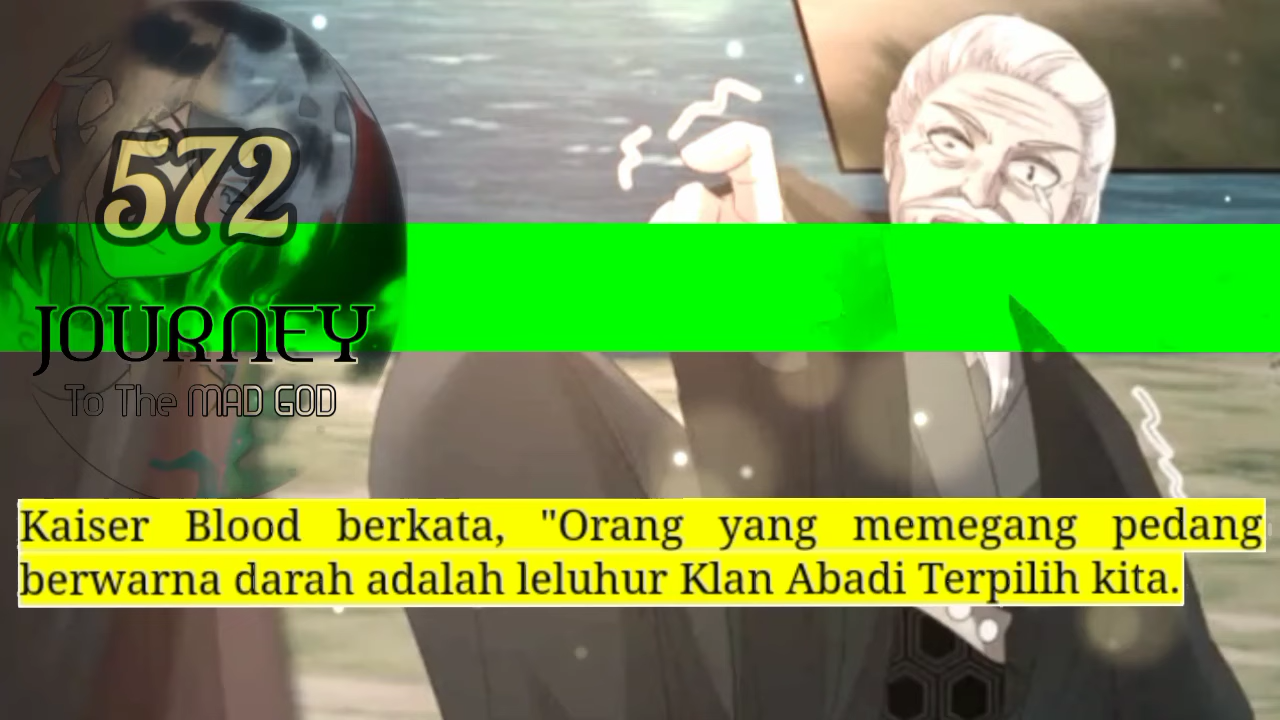 572
JOURNEY
To The MAD GOD
Kaiser Blood berkata, "Orang yang memegang pedang
berwarna darah adalah leluhur Klan Abadi Terpilih kita.